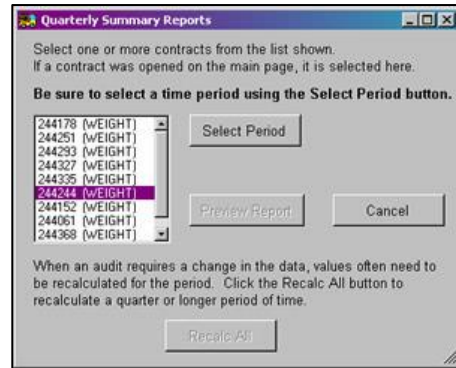 Quarterly Summary Reports
Select one or more contracts from the list shown.
If a contract was opened on the main page, it is selected here.
Be sure to select a time period using the Select Period button.
244178 (WEIGHT)
244251 (WEIGHT)
244293 (WEIGHT)
244327 (WEIGHT)
244335 (WEIGHT)
244244 (WEIGHT)
244152 (WEIGHT)
244061 (WEIGHT)
244368 (WEIGHT)
Select Period
Preview Report
Cancel
When an audit requires a change in the data, values often need to
be recalculated for the period. Click the Recalc All button to
recalculate a quarter or longer period of time.
Recalc All